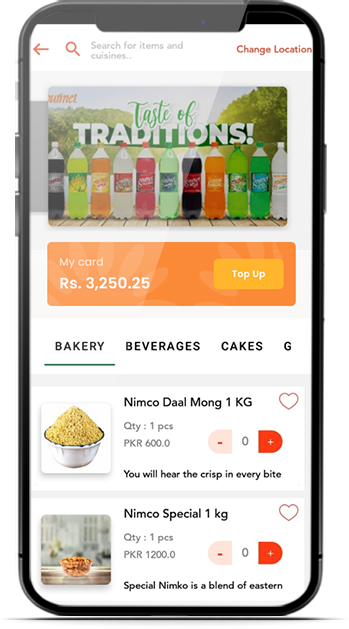 Search for items and
cuisines..
Change Location
Taste of
TRADITIONS!
My card
Rs. 3,250.25
Top Up
BAKERY
BEVERAGES
CAKES
G
Nimco Daal Mong 1 KG
Qty : 1 pcs
PKR 600.0
- 0 +
You will hear the crisp in every bite
Nimco Special 1 kg
Qty : 1 pcs
PKR 1200.0
- 0 +
Special Nimko is a blend of eastern